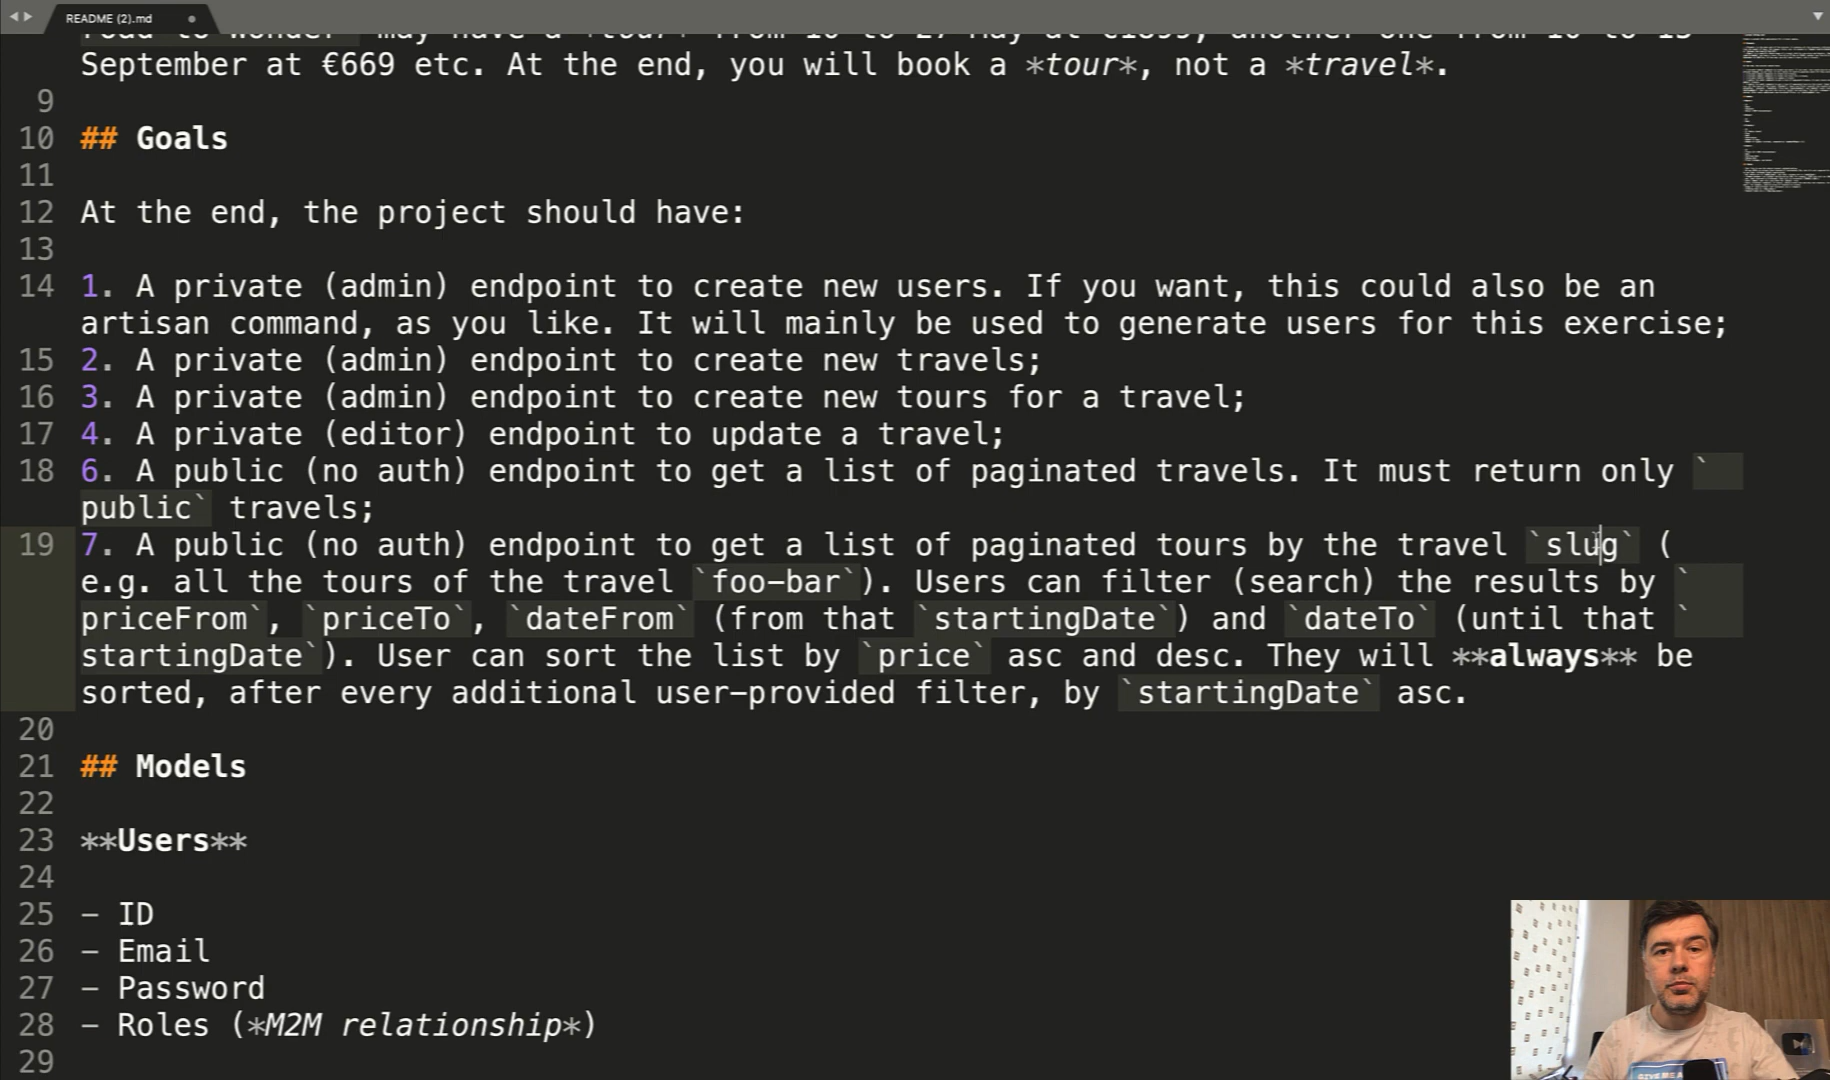 README (2).md
September at €669 etc. At the end, you will book a *tour*, not a *travel*.
9
10 ## Goals
11
12 At the end, the project should have:
13
14 1. A private (admin) endpoint to create new users. If you want, this could also be an
artisan command, as you like. It will mainly be used to generate users for this exercise;
15 2. A private (admin) endpoint to create new travels;
16 3. A private (admin) endpoint to create new tours for a travel;
17 4. A private (editor) endpoint to update a travel;
18 6. A public (no auth) endpoint to get a list of paginated travels. It must return only `
public` travels;
19 7. A public (no auth) endpoint to get a list of paginated tours by the travel `slug` (
e.g. all the tours of the travel `foo-bar`). Users can filter (search) the results by `
priceFrom`, `priceTo`, `dateFrom` (from that `startingDate`) and `dateTo` (until that `
startingDate`). User can sort the list by `price` asc and desc. They will **always** be
sorted, after every additional user-provided filter, by `startingDate` asc.
20
21 ## Models
22
23 **Users**
24
25 - ID
26 - Email
27 - Password
28 - Roles (*M2M relationship*)
29